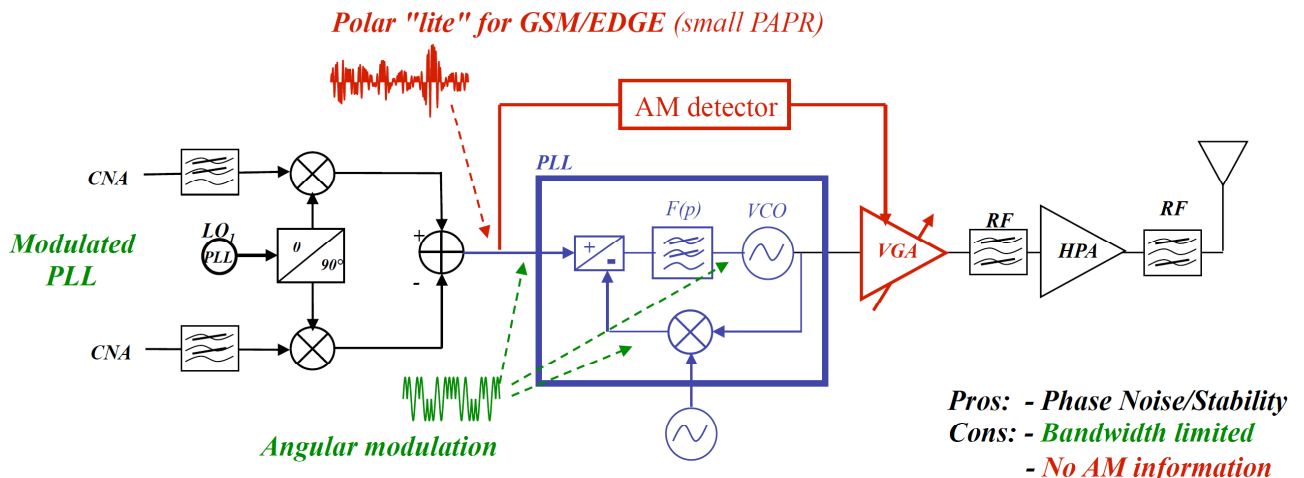 Polar "lite" for GSM/EDGE (small PAPR)
AM detector
PLL
CNA
F(p)
VCO
LO1
PLL
0
90°
+
-
+
-
VGA
RF
HPA
RF
Modulated
PLL
CNA
Angular modulation
Pros: - Phase Noise/Stability
Cons: - Bandwidth limited
- No AM information